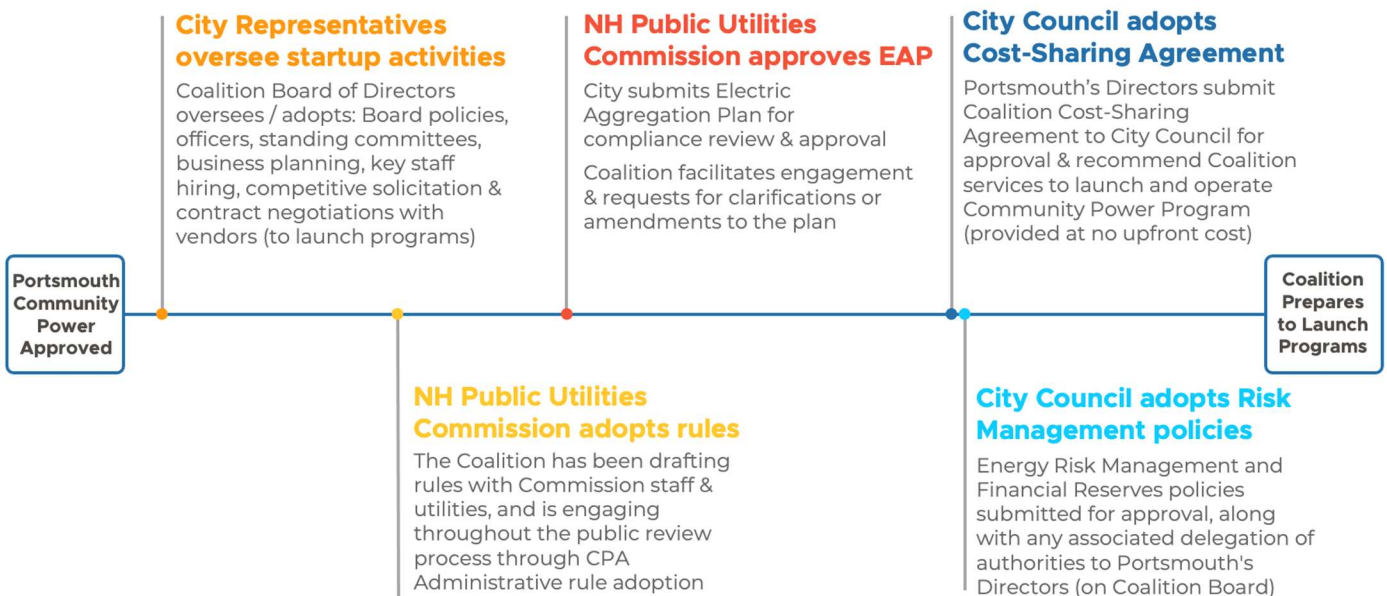 City Representatives
oversee startup activities
Coalition Board of Directors
oversees / adopts: Board policies,
officers, standing committees,
business planning, key staff
hiring, competitive solicitation &
contract negotiations with
vendors (to launch programs)
NH Public Utilities
Commission approves EAP
City submits Electric
Aggregation Plan for
compliance review & approval
Coalition facilitates engagement
& requests for clarifications or
amendments to the plan
City Council adopts
Cost-Sharing Agreement
Portsmouth’s Directors submit
Coalition Cost-Sharing
Agreement to City Council for
approval & recommend Coalition
services to launch and operate
Community Power Program
(provided at no upfront cost)
Portsmouth
Community
Power
Approved
Coalition
Prepares
to Launch
Programs
NH Public Utilities
Commission adopts rules
The Coalition has been drafting
rules with Commission staff &
utilities, and is engaging
throughout the public review
process through CPA
Administrative rule adoption
City Council adopts Risk
Management policies
Energy Risk Management and
Financial Reserves policies
submitted for approval, along
with any associated delegation of
authorities to Portsmouth's
Directors (on Coalition Board)